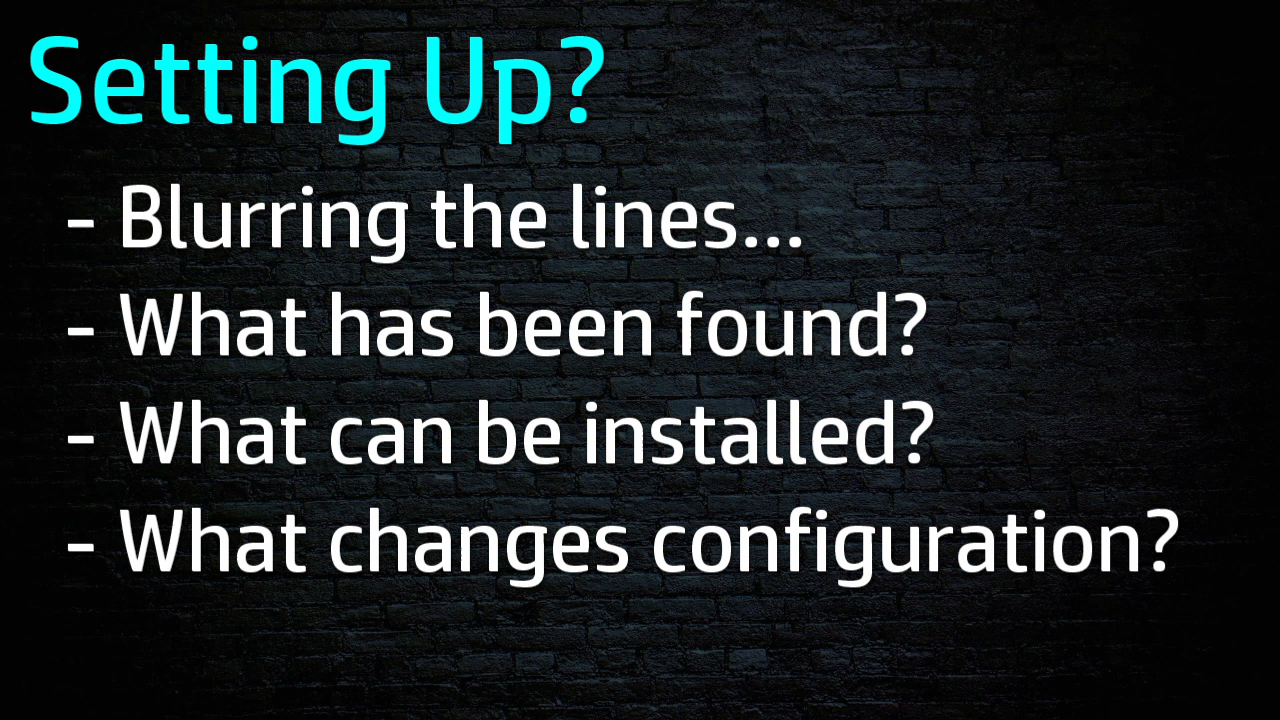 Setting Up?
- Blurring the lines...
- What has been found?
- What can be installed?
- What changes configuration?